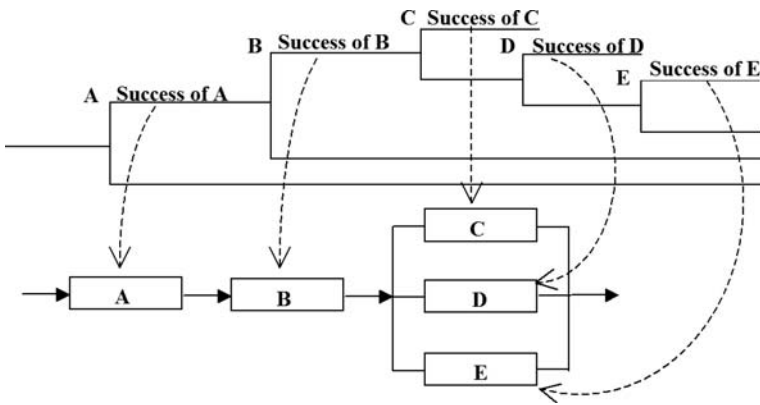 C Success of C
B Success of B
D Success of D
E Success of E
A Success of A
C
A
B
D
E